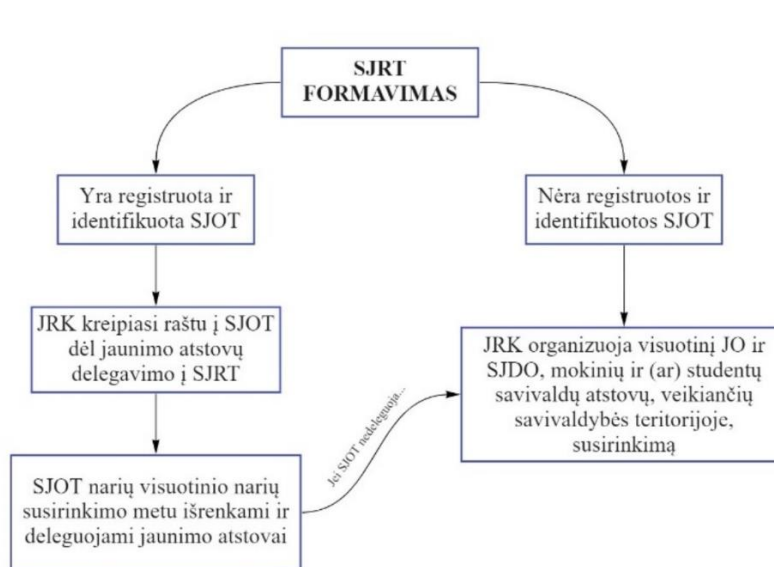 SJRT
FORMAVIMAS
Yra registruota ir
identifikuota SJOT
Nėra registruotos ir
identifikuotos SJOT
JRK kreipiasi raštu į SJOT
dėl jaunimo atstovų
delegavimo į SJRT
JRK organizuoja visuotinį JO ir
SJDO, mokinių ir (ar) studentų
savivaldų atstovų, veikiančių
savivaldybės teritorijoje,
susirinkimą
Jei SJOT nedeleguoja...
SJOT narių visuotinio narių
susirinkimo metu išrenkami ir
deleguojami jaunimo atstovai